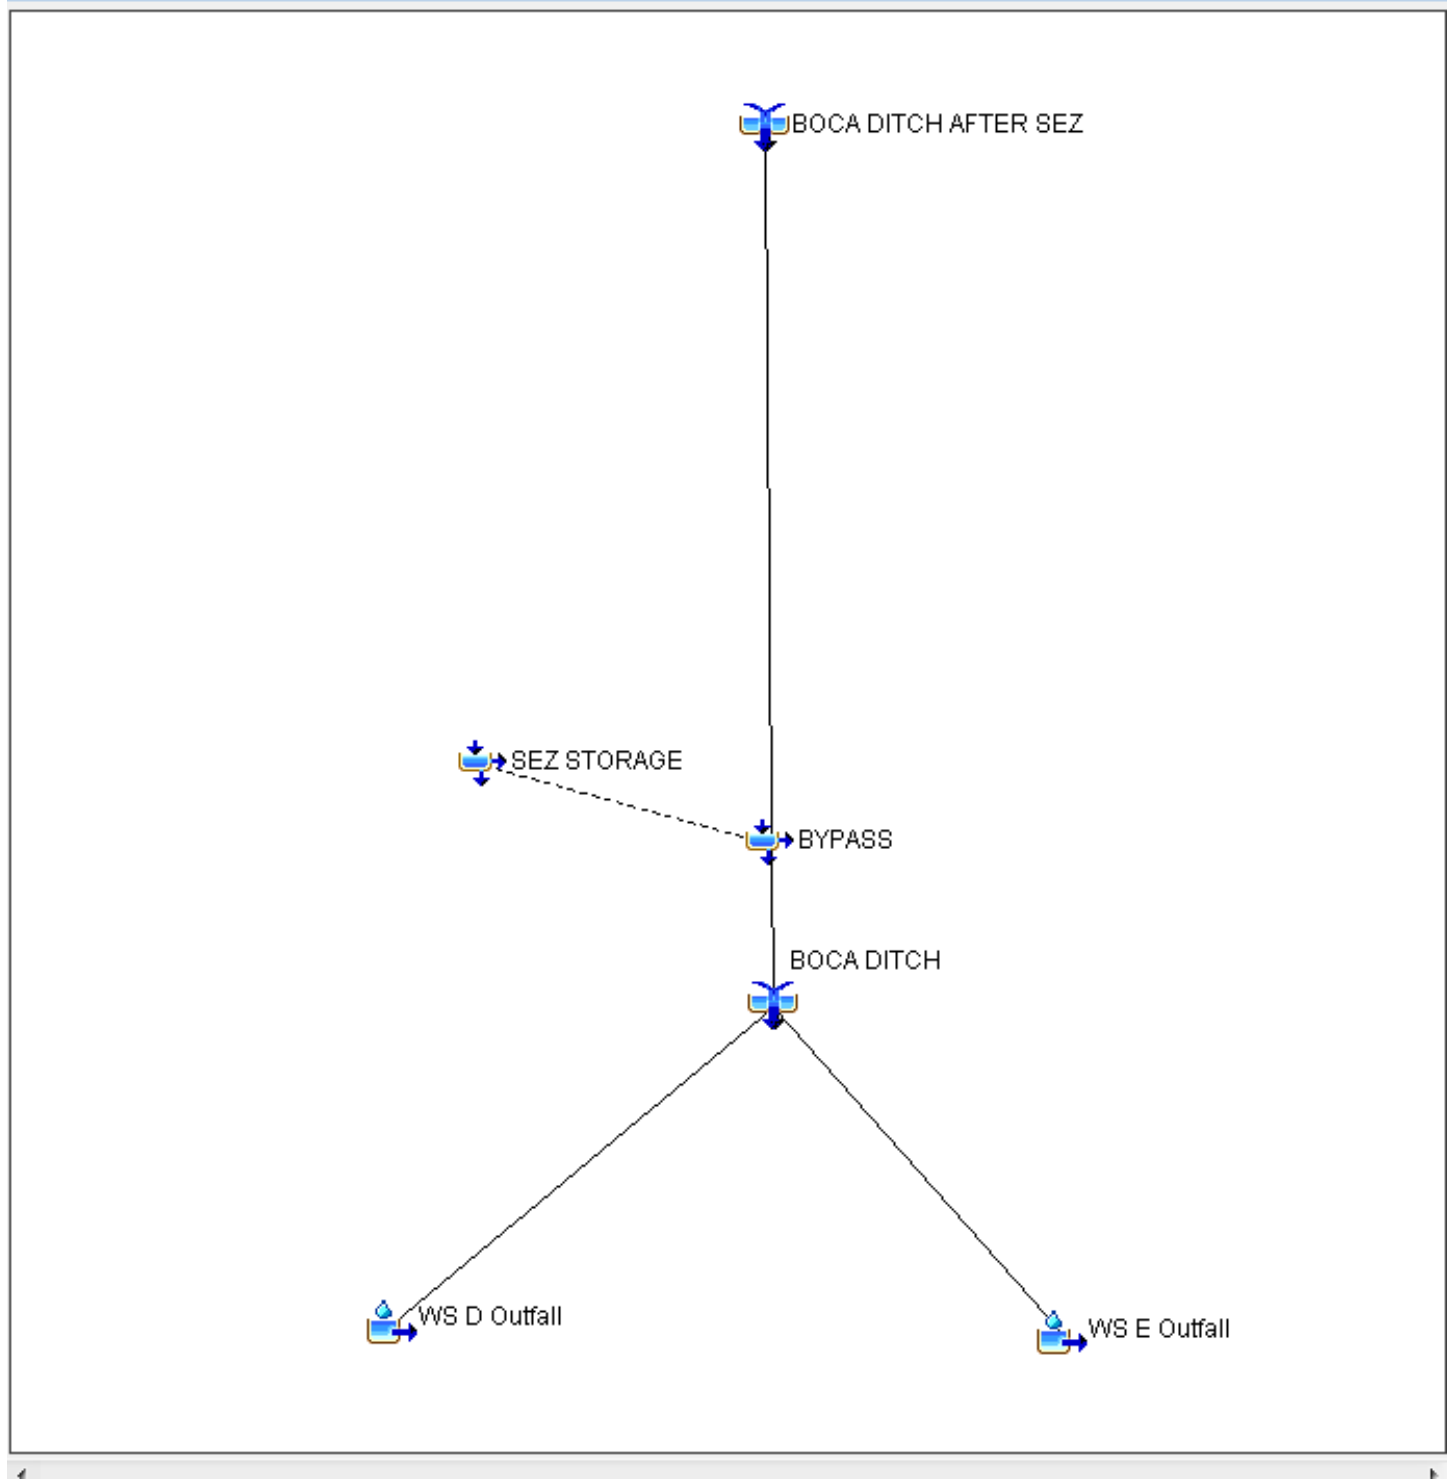 BOCA DITCH AFTER SEZ
SEZ STORAGE
BYPASS
BOCA DITCH
WS D Outfall
WS E Outfall